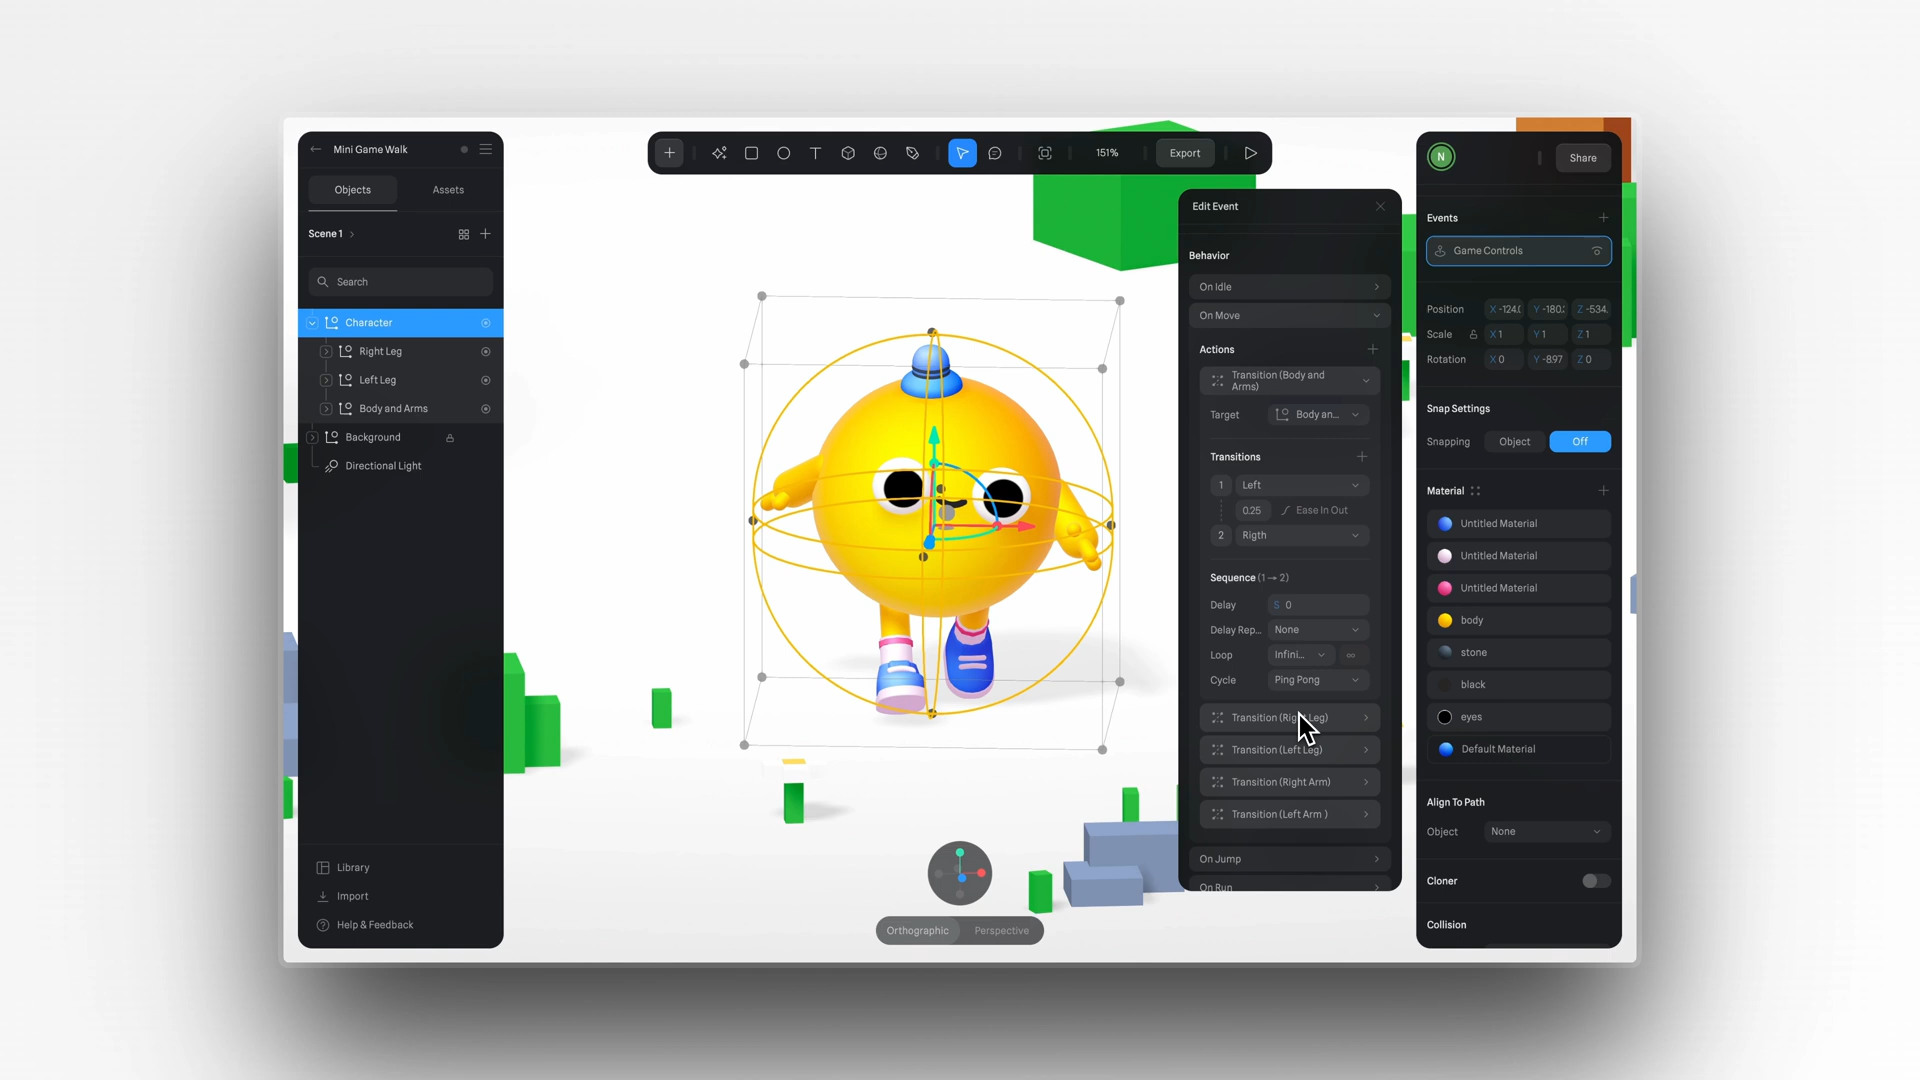 Mini Game Walk
Objects
Assets
Scene 1
Search
Character
Right Leg
Left Leg
Body and Arms
Background
Directional Light
Library
Import
Help & Feedback
T
151%
Export
Orthographic
Perspective
Edit Event
Behavior
On Idle
On Move
Actions
Transition (Body and
Arms)
Target
Body an...
Transitions
1
Left
0.25
Ease In Out
2
Rigth
Sequence (1 → 2)
Delay
S 0
Delay Rep...
None
Loop
Infini...
∞
Cycle
Ping Pong
Transition (Right Leg)
Transition (Left Leg)
Transition (Right Arm)
Transition (Left Arm )
On Jump
On Run
N
Share
Events
Game Controls
Position
X -124.
Y -180.
Z -534.
Scale
X 1
Y 1
Z 1
Rotation
X 0
Y -897
Z 0
Snap Settings
Snapping
Object
Off
Material
Untitled Material
Untitled Material
Untitled Material
body
stone
black
eyes
Default Material
Align To Path
Object
None
Cloner
Collision